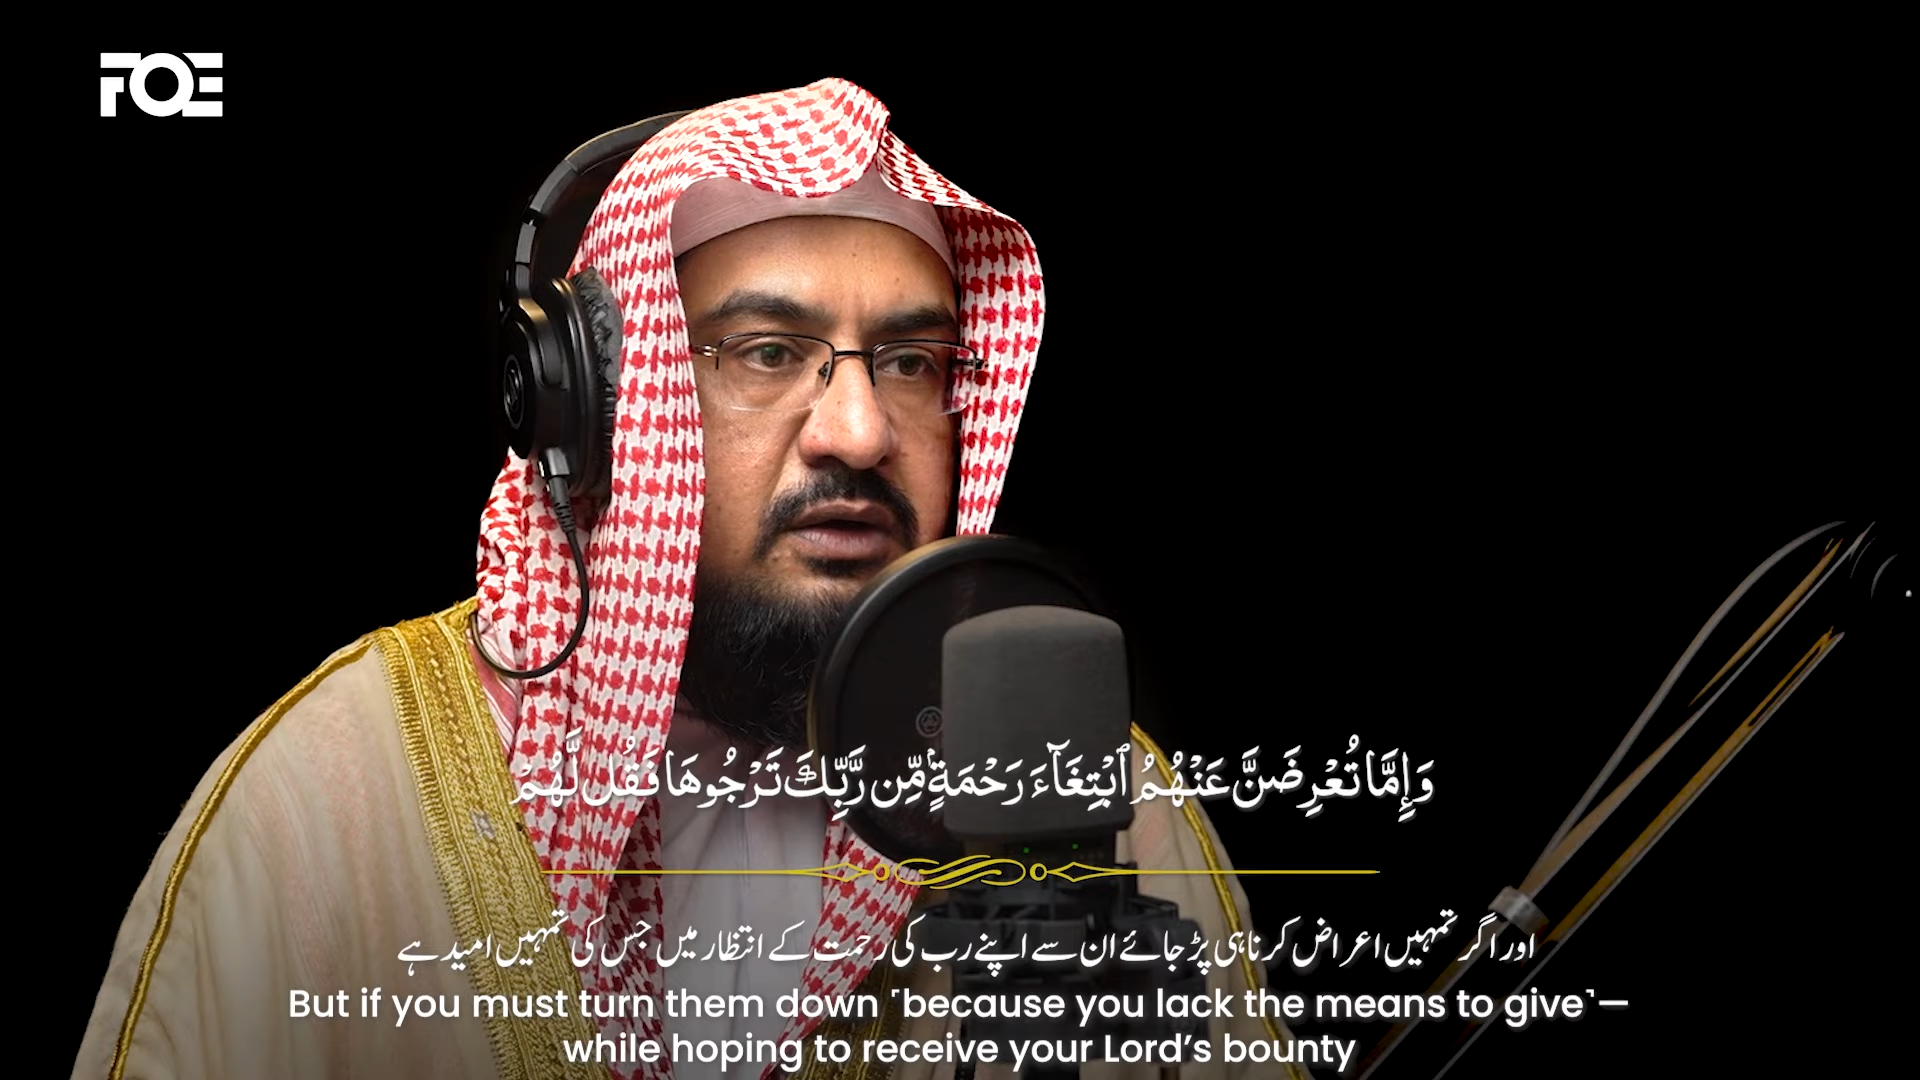 FOE
وَإِمَّا تُعْرِضَنَّ عَنْهُمُ ٱبْتِغَآءَ رَحْمَةٍۢ مِّن رَّبِّكَ تَرْجُوهَا فَقُل لَّهُمْ
اور اگر تمہیں اعراض کرنا ہی پڑ جائے ان سے اپنے رب کی رحمت کے انتظار میں جس کی تمہیں امید ہے
But if you must turn them down ˹because you lack the means to give˺—
while hoping to receive your Lord’s bounty